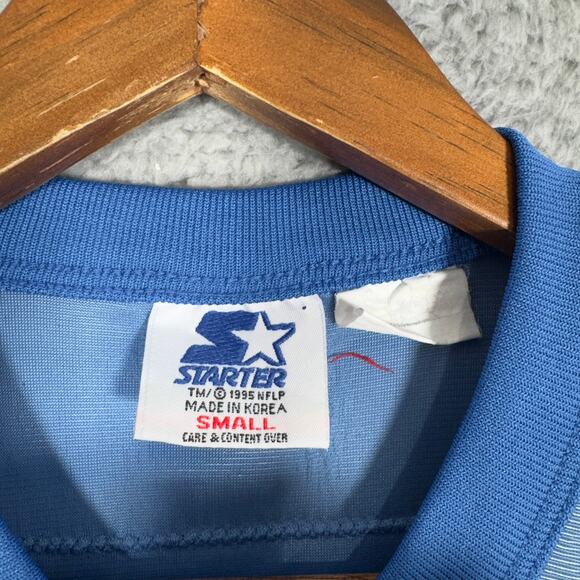 STARTER
TM/© 1995 NFLP
MADE IN KOREA
SMALL
CARE & CONTENT OVER